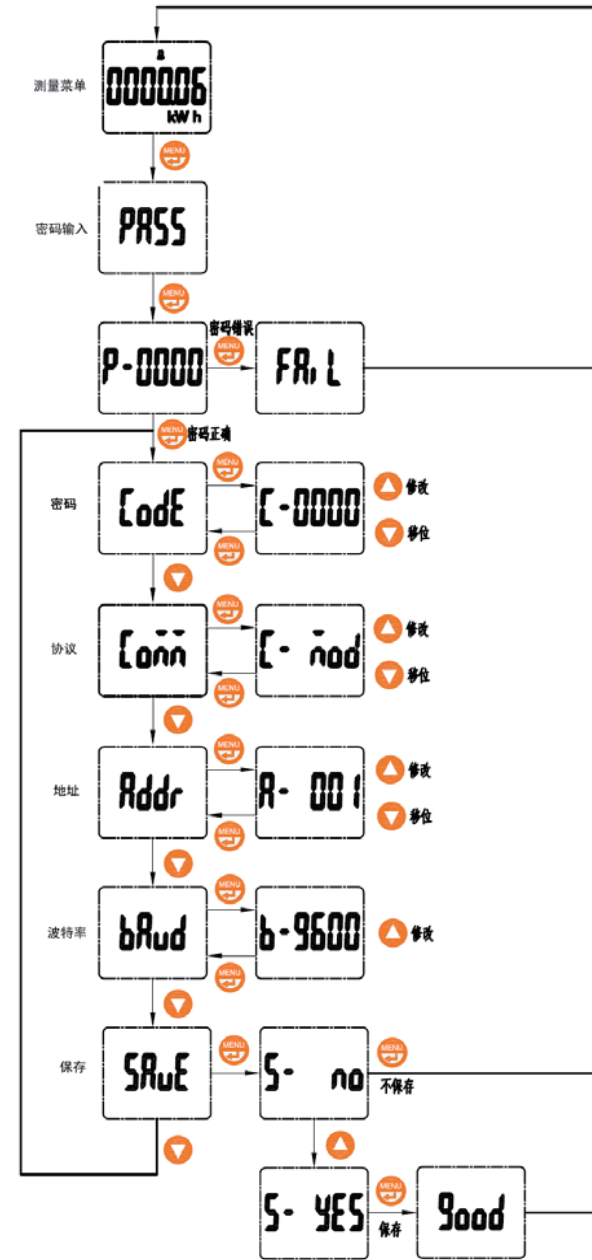 测量菜单
000006
kWh
MENU
密码输入
PASS
MENU
密码错误
MENU
P-0000
FAiL
MENU
密码正确
MENU
密码
CodE
C-0000
修改
移位
MENU
MENU
协议
Conn
C- nod
修改
移位
MENU
MENU
地址
Addr
A- 001
修改
移位
MENU
MENU
波特率
bAud
b-9600
修改
MENU
保存
SAvE
MENU
S- no
MENU
不保存
S- YES
MENU
保存
good